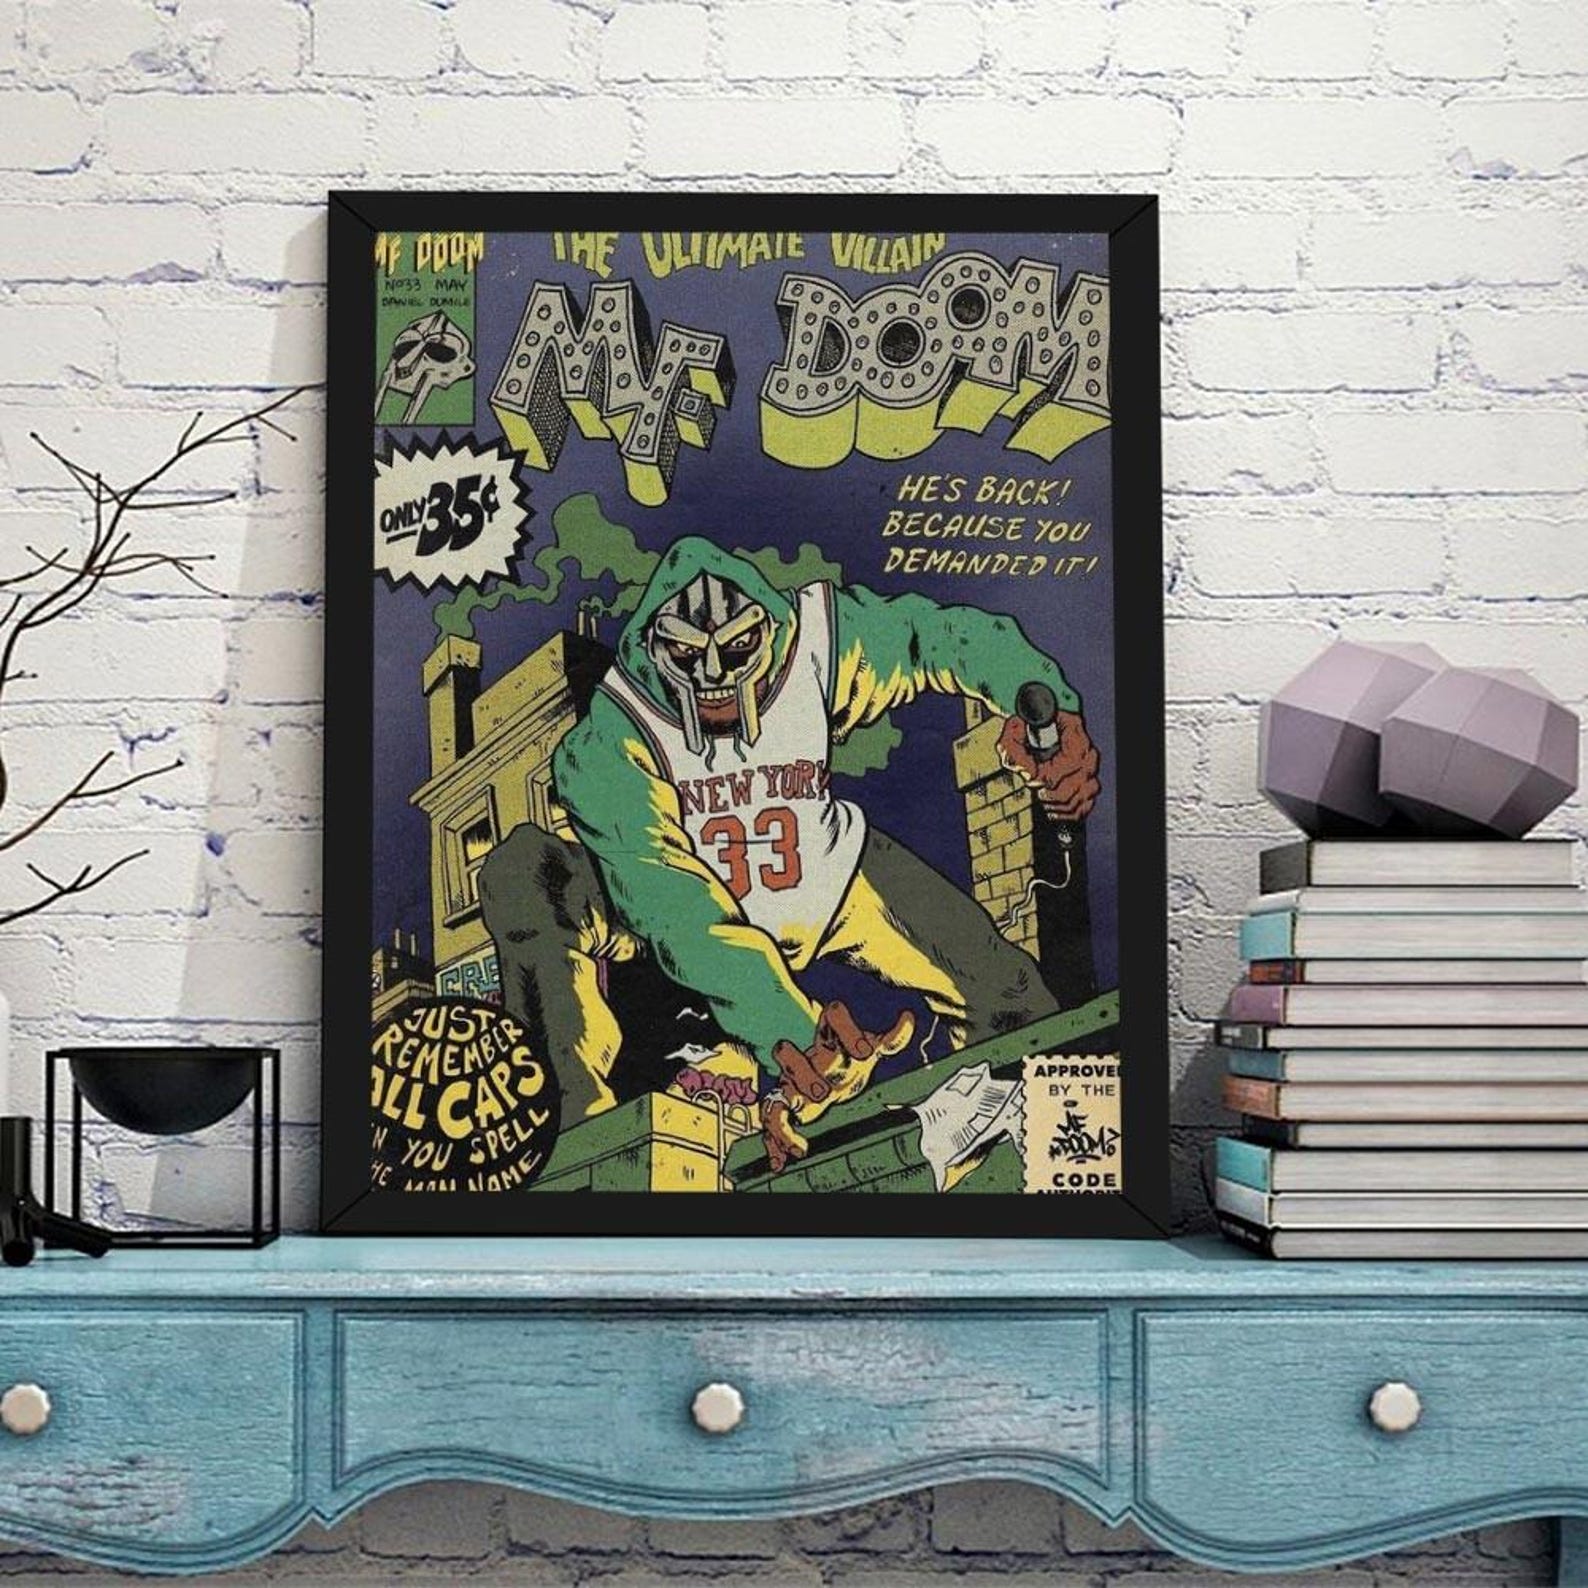 MF DOOM
Nº33 MAY
DANIEL DUMILE
THE ULTIMATE VILLAIN
MF DOOM
ONLY 35¢
HE'S BACK!
BECAUSE YOU
DEMANDED IT!
NEW YORK
33
JUST
REMEMBER
ALL CAPS
YOU SPELL
MAN NAME
APPROVED
BY THE
MF
DOOM
CODE
AUTHORITY